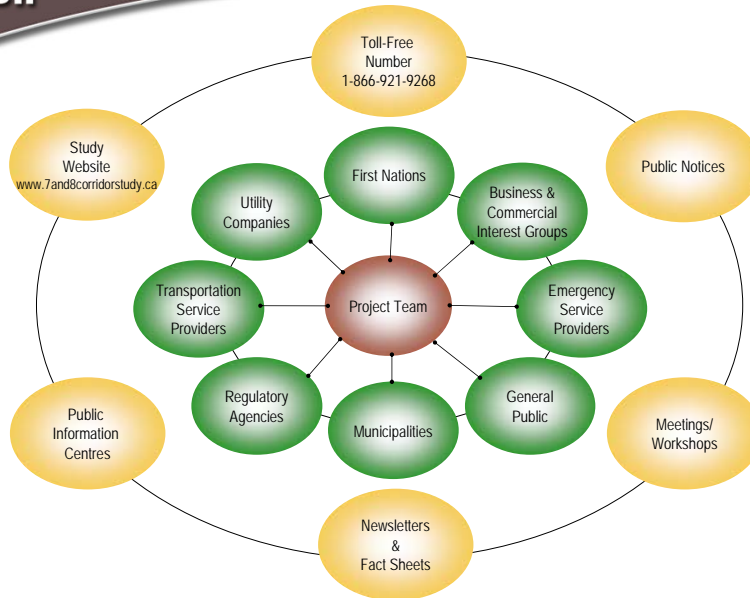 Toll-Free
Number
1-866-921-9268
Study
Website
www.7and8corridorstudy.ca
Public Notices
First Nations
Utility
Companies
Business &
Commercial
Interest Groups
Transportation
Service
Providers
Project Team
Emergency
Service
Providers
Regulatory
Agencies
Municipalities
General
Public
Public
Information
Centres
Meetings/
Workshops
Newsletters
&
Fact Sheets